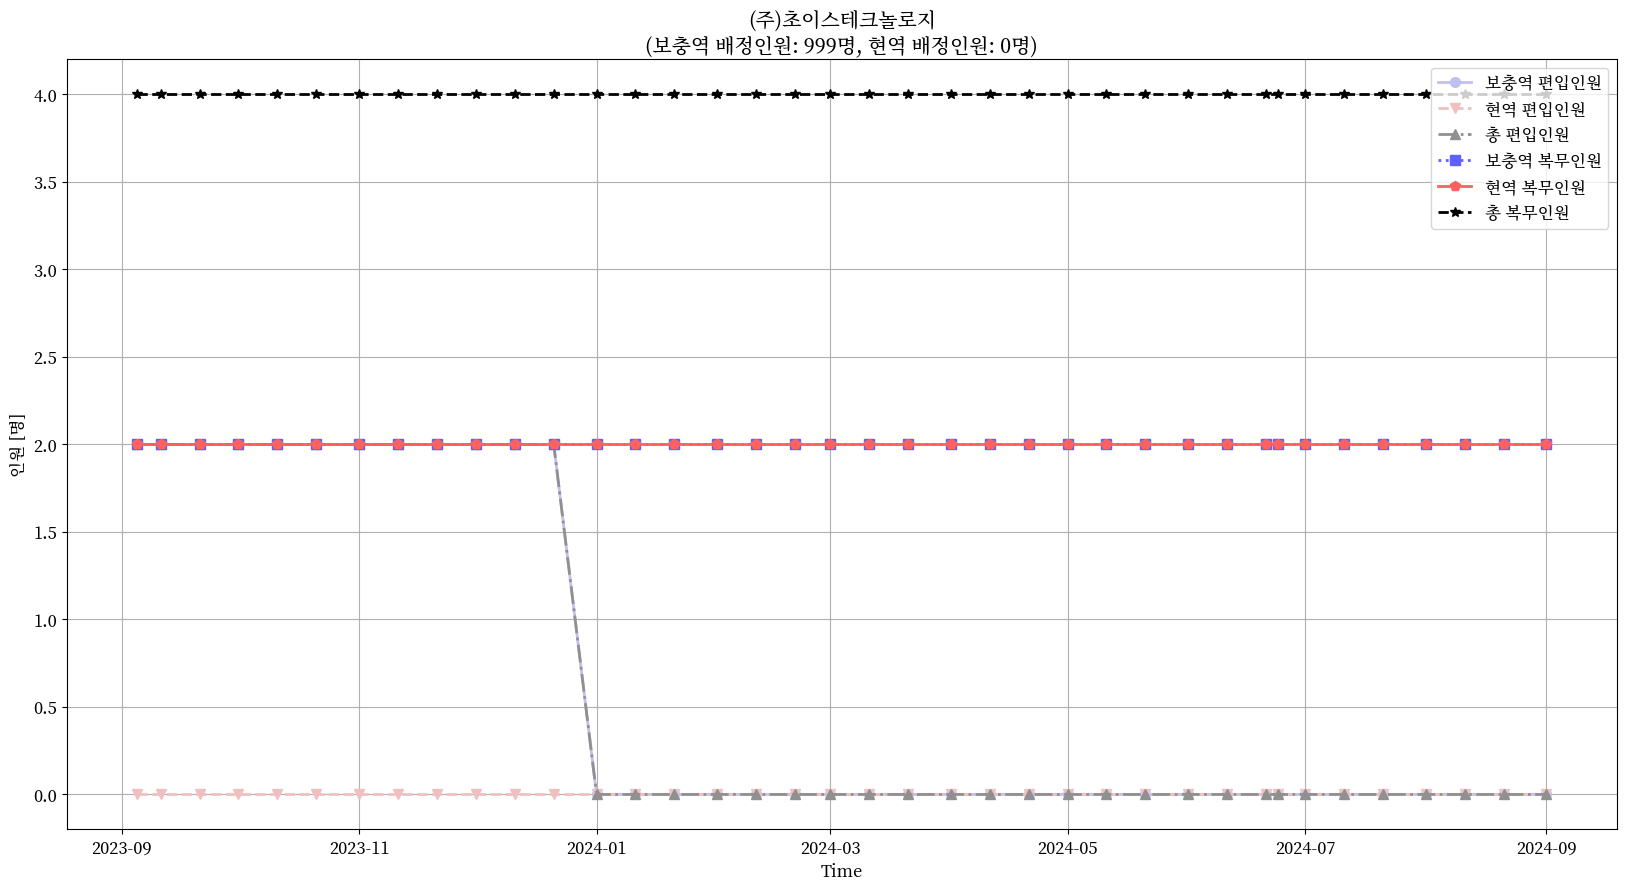 (주)초이스테크놀로지
(보충역 배정인원: 999명, 현역 배정인원: 0명)
보충역 편입인원
현역 편입인원
총 편입인원
보충역 복무인원
현역 복무인원
총 복무인원
인원 [명]
4.0
3.5
3.0
2.5
2.0
1.5
1.0
0.5
0.0
2023-09
2023-11
2024-01
2024-03
2024-05
2024-07
2024-09
Time